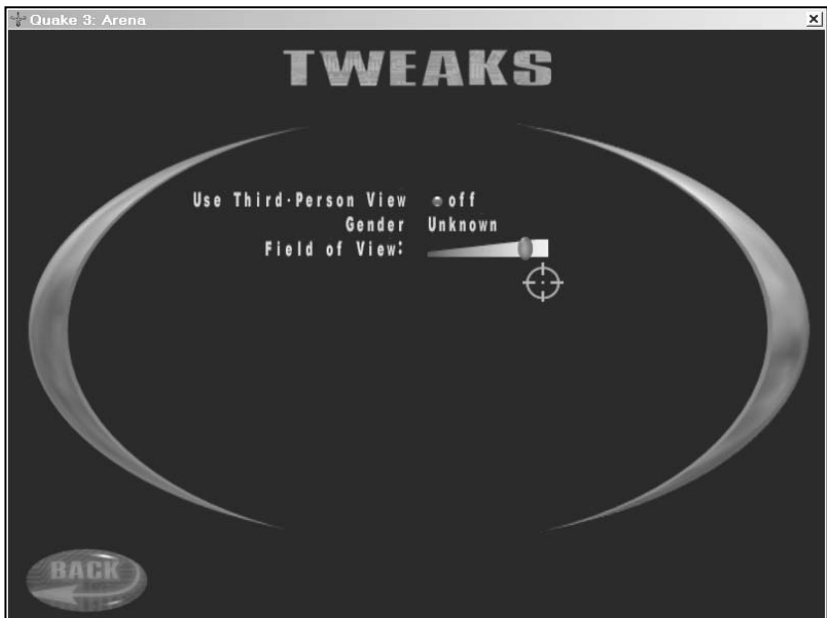 Quake 3: Arena
TWEAKS
Use Third-Person View off
Gender Unknown
Field of View:
BACK